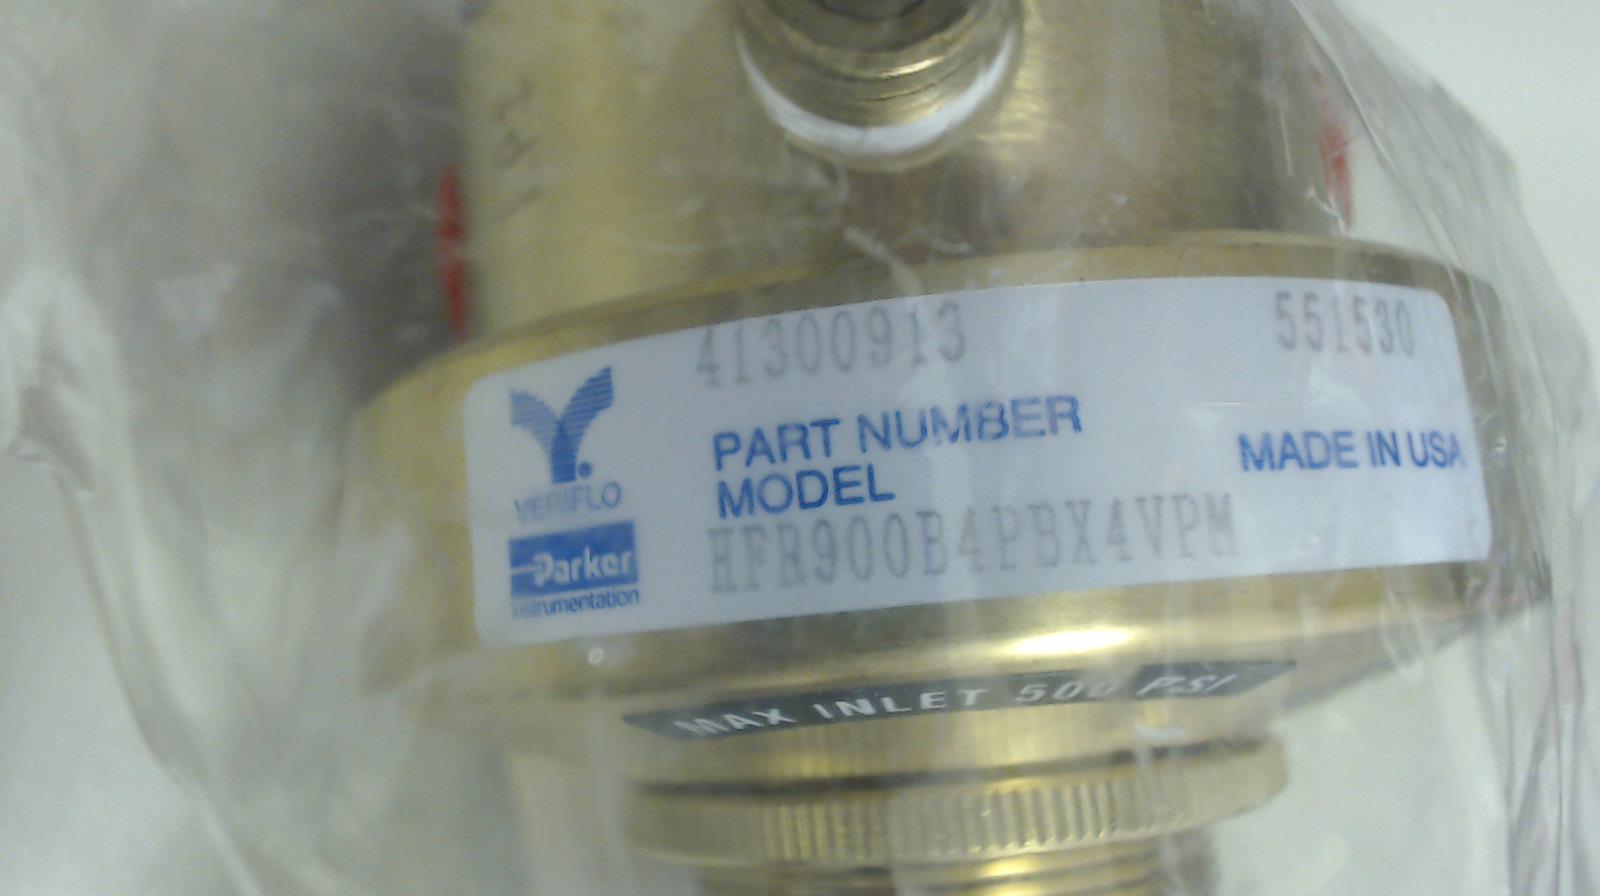 41300913 551530
PART NUMBER MADE IN USA
MODEL
HFR900B4PBX4VPM
VERIFLO
Parker
Instrumentation
MAX INLET 500 PSI